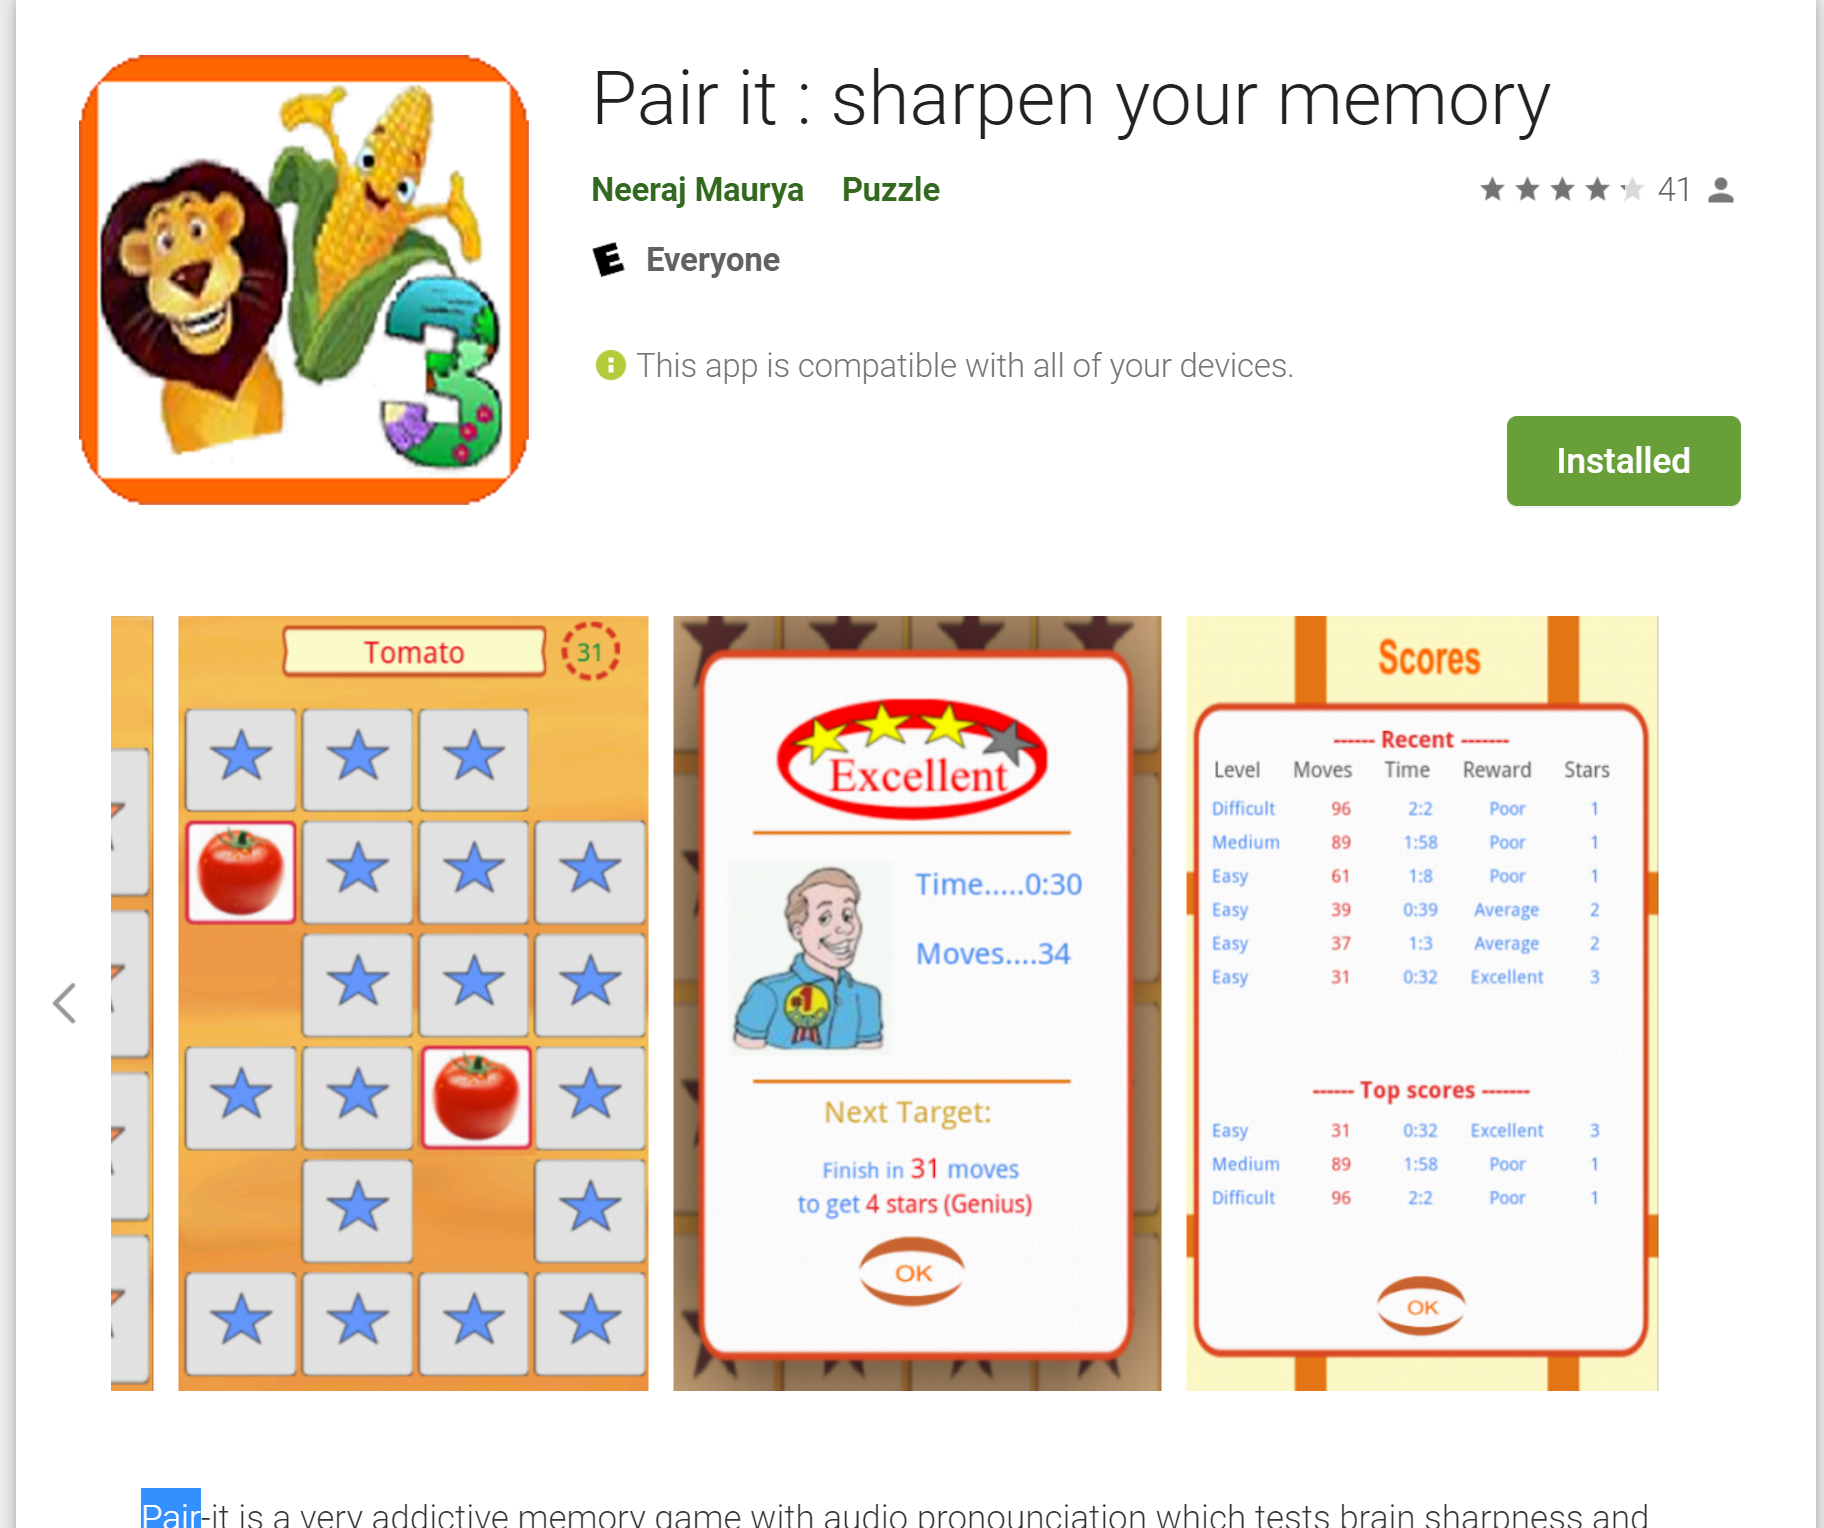 Pair it : sharpen your memory
Neeraj Maurya Puzzle 41
E Everyone
This app is compatible with all of your devices.
Installed
Tomato 31
Excellent
Time.....0:30
#1
Moves....34
Next Target:
Finish in 31 moves
to get 4 stars (Genius)
OK
Scores
------ Recent -------
Level Moves Time Reward Stars
Difficult 96 2:2 Poor 1
Medium 89 1:58 Poor 1
Easy 61 1:8 Poor 1
Easy 39 0:39 Average 2
Easy 37 1:3 Average 2
Easy 31 0:32 Excellent 3
------ Top scores -------
Easy 31 0:32 Excellent 3
Medium 89 1:58 Poor 1
Difficult 96 2:2 Poor 1
OK
Pair-it is a very addictive memory game with audio pronounciation which tests brain sharpness and